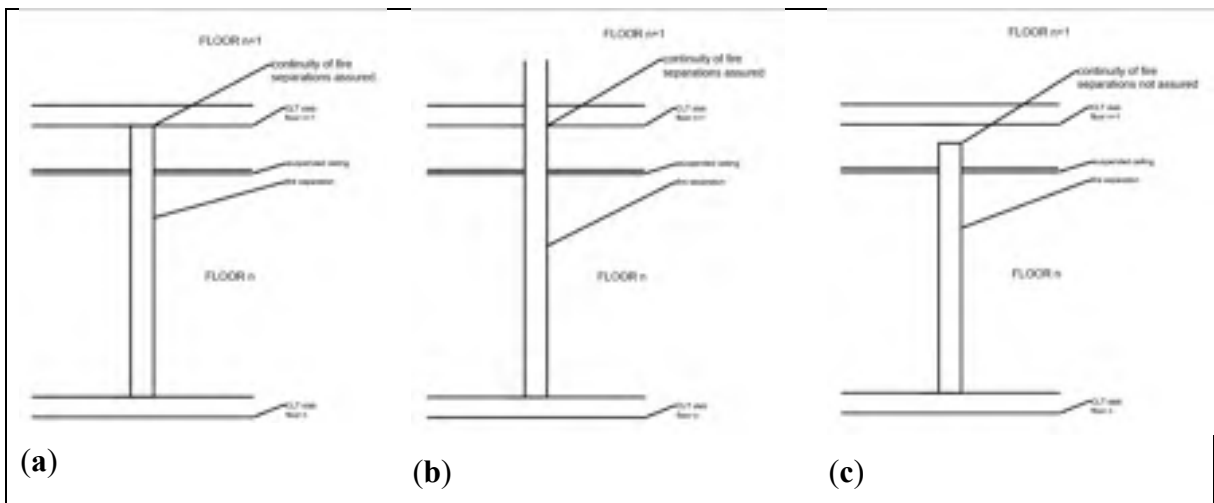 FLOOR n+1
continuity of fire
separations assured
CLT slab
floor n+1
suspended ceiling
fire separation
FLOOR n
CLT slab
floor n
(a)
FLOOR n+1
continuity of fire
separations assured
CLT slab
floor n+1
suspended ceiling
fire separation
FLOOR n
CLT slab
floor n
(b)
FLOOR n+1
continuity of fire
separations not assured
CLT slab
floor n+1
suspended ceiling
fire separation
FLOOR n
CLT slab
floor n
(c)